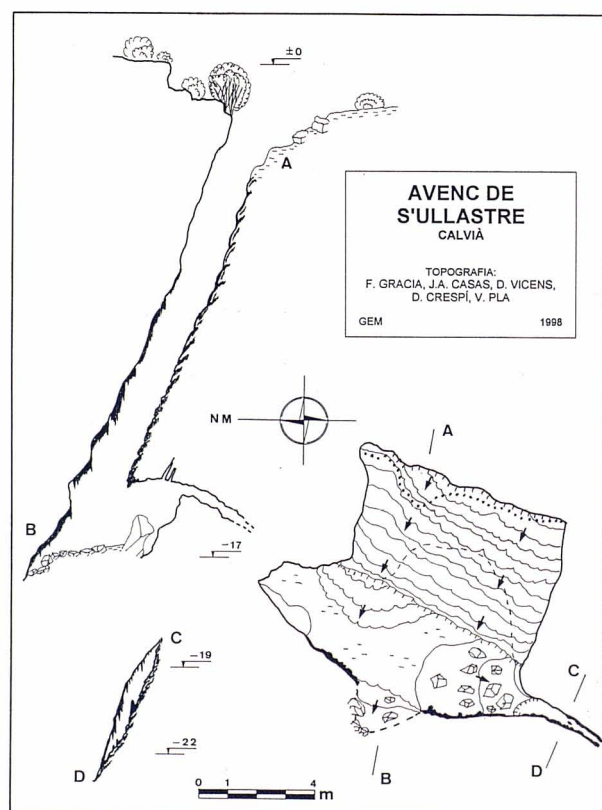 ±0
A
AVENC DE
S'ULLASTRE
CALVIÀ
TOPOGRAFIA:
F. GRACIA, J.A. CASAS, D. VICENS,
D. CRESPÍ, V. PLA
GEM 1998
NM
A
B
-17
C
-19
C
-22
D
B
D
0 1 4
m